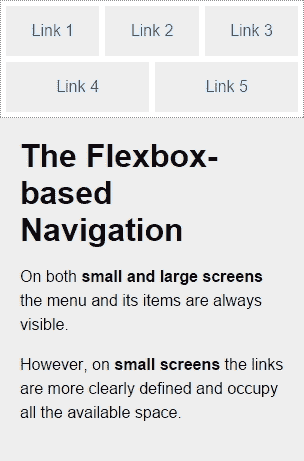 Link 1 Link 2 Link 3
Link 4 Link 5
The Flexbox-
based
Navigation
On both small and large screens
the menu and its items are always
visible.
However, on small screens the links
are more clearly defined and occupy
all the available space.